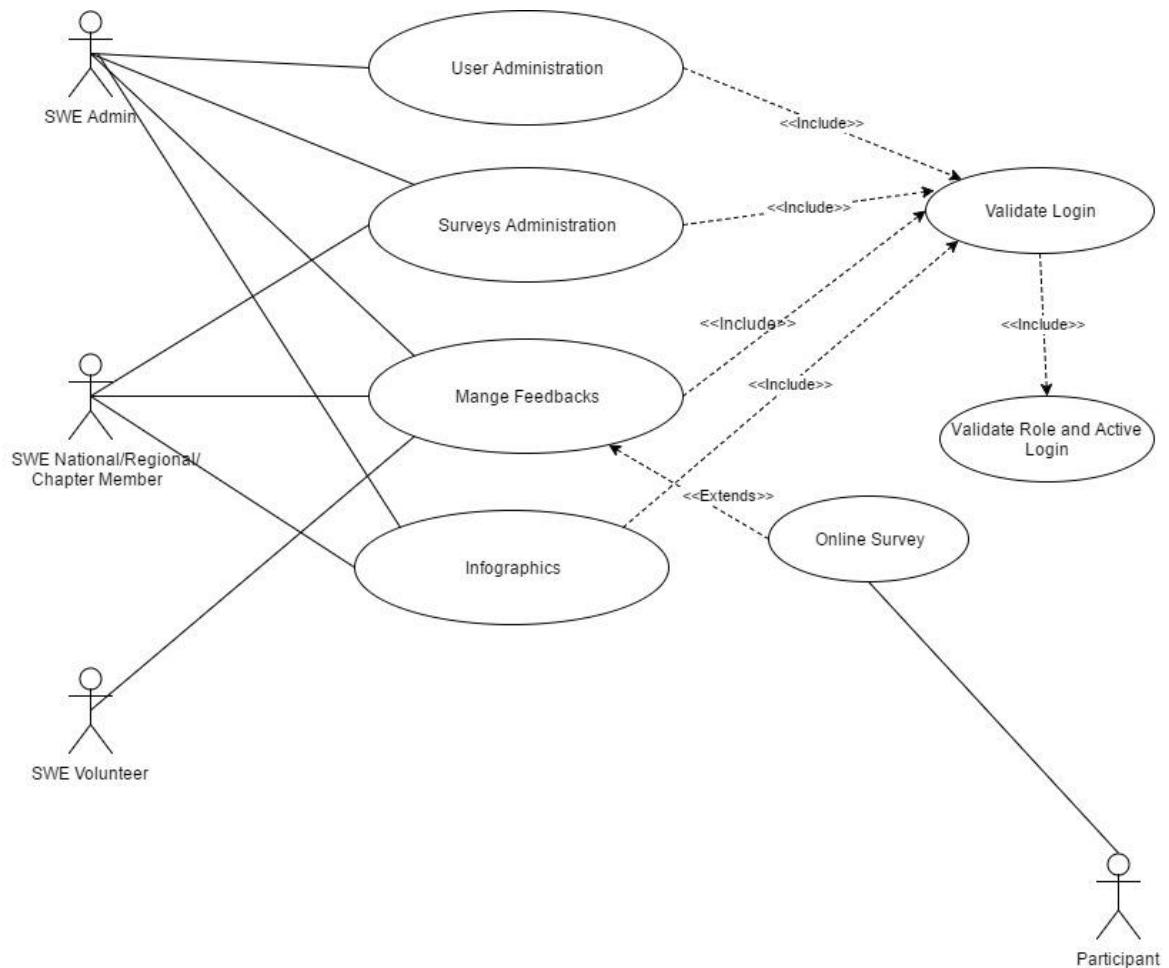 User Administration
SWE Admin
<<Include>>
<<Include>>
Validate Login
Surveys Administration
<<Include>>
<<Include>>
<<Include>>
Mange Feedbacks
Validate Role and Active
Login
SWE National/Regional/
Chapter Member
<<Extends>>
Online Survey
Infographics
SWE Volunteer
Participant